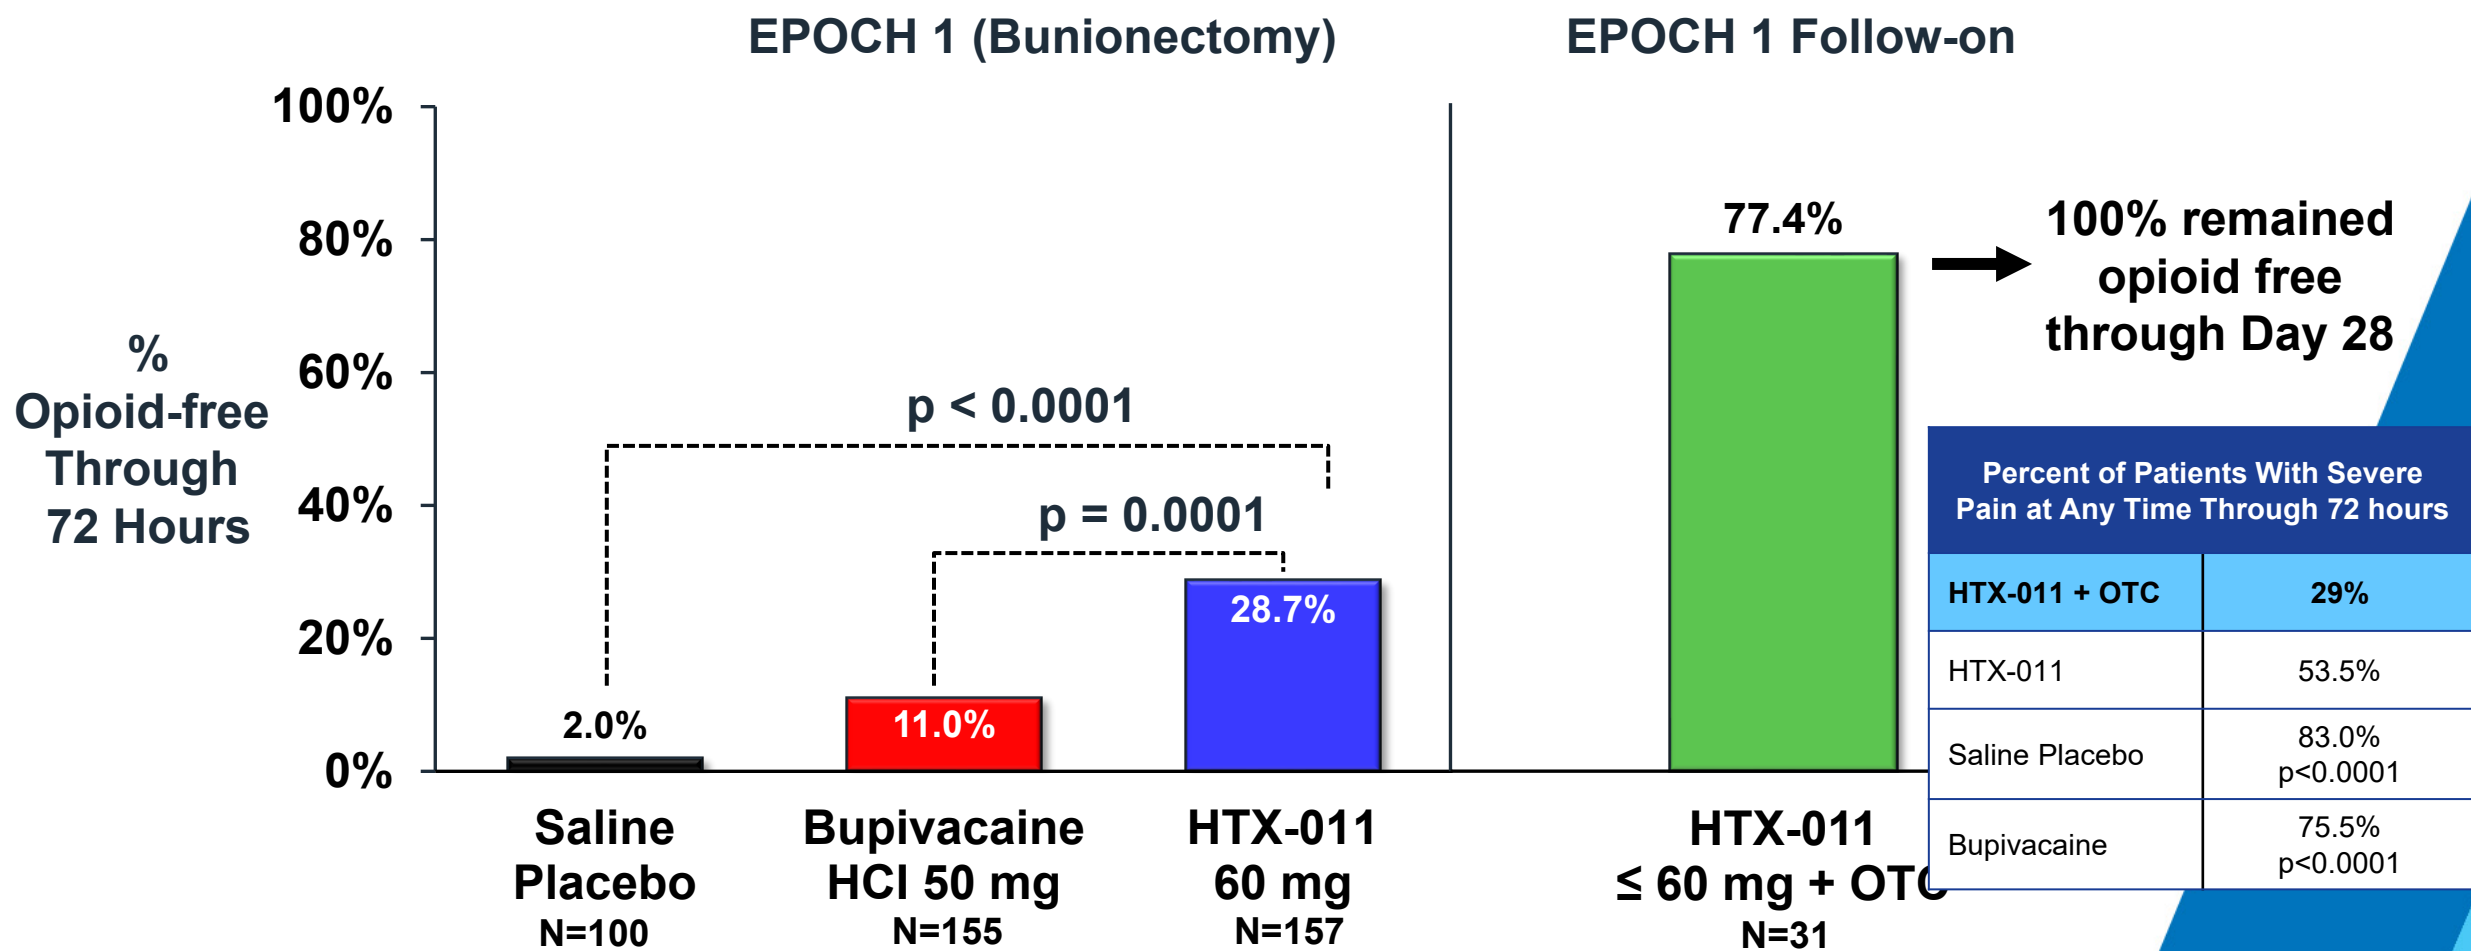 EPOCH 1 (Bunionectomy)
EPOCH 1 Follow-on
%
Opioid-free
Through
72 Hours
100%
80%
60%
40%
20%
0%
p < 0.0001
p = 0.0001
2.0%
11.0%
28.7%
77.4%
100% remained
opioid free
through Day 28
Saline
Placebo
N=100
Bupivacaine
HCl 50 mg
N=155
HTX-011
60 mg
N=157
HTX-011
≤ 60 mg + OTC
N=31
Percent of Patients With Severe
Pain at Any Time Through 72 hours
HTX-011 + OTC 29%
HTX-011 53.5%
Saline Placebo 83.0%
p<0.0001
Bupivacaine 75.5%
p<0.0001